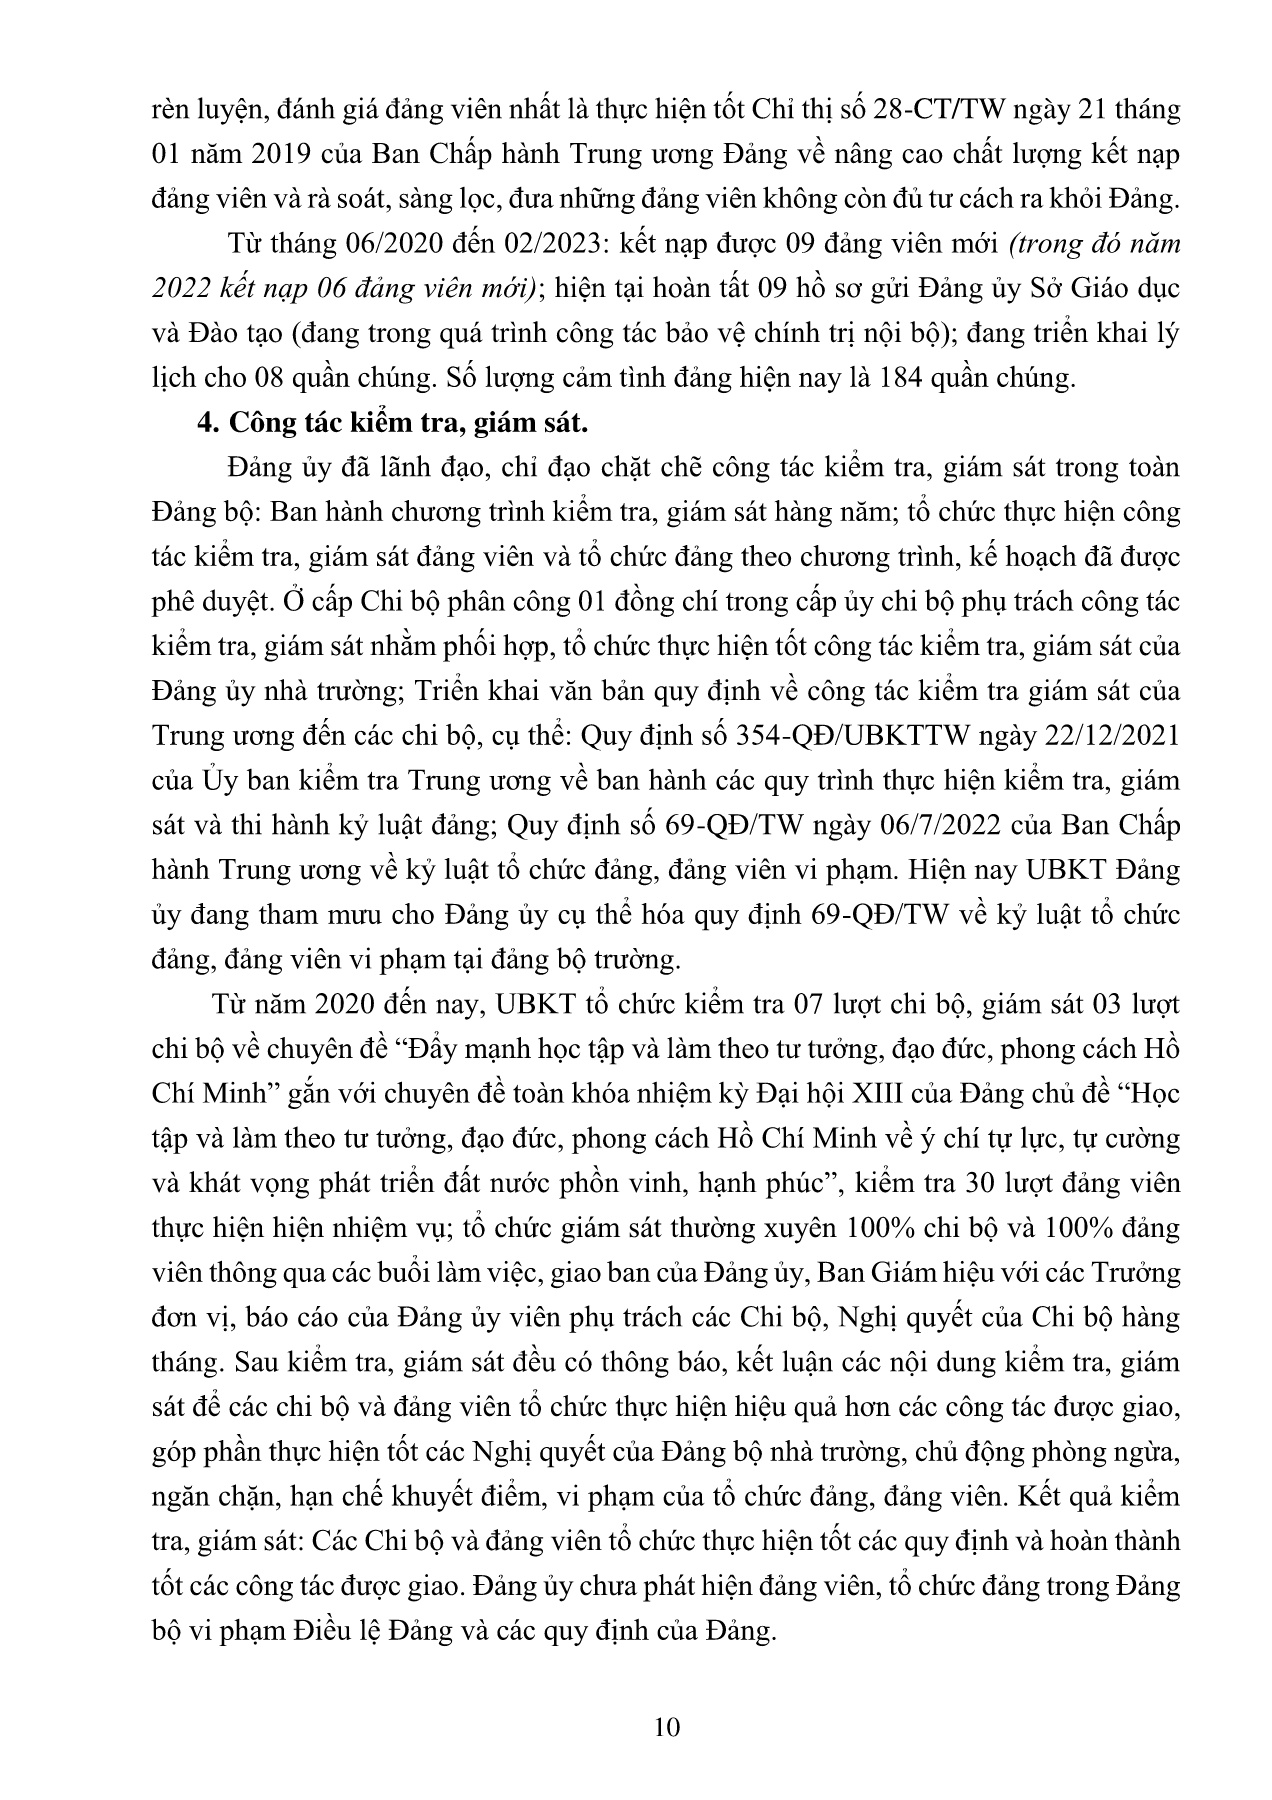 rèn luyện, đánh giá đảng viên nhất là thực hiện tốt Chỉ thị số 28-CT/TW ngày 21 tháng
01 năm 2019 của Ban Chấp hành Trung ương Đảng về nâng cao chất lượng kết nạp
đảng viên và rà soát, sàng lọc, đưa những đảng viên không còn đủ tư cách ra khỏi Đảng.
Từ tháng 06/2020 đến 02/2023: kết nạp được 09 đảng viên mới (trong đó năm
2022 kết nạp 06 đảng viên mới); hiện tại hoàn tất 09 hồ sơ gửi Đảng ủy Sở Giáo dục
và Đào tạo (đang trong quá trình công tác bảo vệ chính trị nội bộ); đang triển khai lý
lịch cho 08 quần chúng. Số lượng cảm tình đảng hiện nay là 184 quần chúng.
4. Công tác kiểm tra, giám sát.
Đảng ủy đã lãnh đạo, chỉ đạo chặt chẽ công tác kiểm tra, giám sát trong toàn
Đảng bộ: Ban hành chương trình kiểm tra, giám sát hàng năm; tổ chức thực hiện công
tác kiểm tra, giám sát đảng viên và tổ chức đảng theo chương trình, kế hoạch đã được
phê duyệt. Ở cấp Chi bộ phân công 01 đồng chí trong cấp ủy chi bộ phụ trách công tác
kiểm tra, giám sát nhằm phối hợp, tổ chức thực hiện tốt công tác kiểm tra, giám sát của
Đảng ủy nhà trường; Triển khai văn bản quy định về công tác kiểm tra giám sát của
Trung ương đến các chi bộ, cụ thể: Quy định số 354-QĐ/UBKTTW ngày 22/12/2021
của Ủy ban kiểm tra Trung ương về ban hành các quy trình thực hiện kiểm tra, giám
sát và thi hành kỷ luật đảng; Quy định số 69-QĐ/TW ngày 06/7/2022 của Ban Chấp
hành Trung ương về kỷ luật tổ chức đảng, đảng viên vi phạm. Hiện nay UBKT Đảng
ủy đang tham mưu cho Đảng ủy cụ thể hóa quy định 69-QĐ/TW về kỷ luật tổ chức
đảng, đảng viên vi phạm tại đảng bộ trường.
Từ năm 2020 đến nay, UBKT tổ chức kiểm tra 07 lượt chi bộ, giám sát 03 lượt
chi bộ về chuyên đề “Đẩy mạnh học tập và làm theo tư tưởng, đạo đức, phong cách Hồ
Chí Minh” gắn với chuyên đề toàn khóa nhiệm kỳ Đại hội XIII của Đảng chủ đề “Học
tập và làm theo tư tưởng, đạo đức, phong cách Hồ Chí Minh về ý chí tự lực, tự cường
và khát vọng phát triển đất nước phồn vinh, hạnh phúc”, kiểm tra 30 lượt đảng viên
thực hiện hiện nhiệm vụ; tổ chức giám sát thường xuyên 100% chi bộ và 100% đảng
viên thông qua các buổi làm việc, giao ban của Đảng ủy, Ban Giám hiệu với các Trưởng
đơn vị, báo cáo của Đảng ủy viên phụ trách các Chi bộ, Nghị quyết của Chi bộ hàng
tháng. Sau kiểm tra, giám sát đều có thông báo, kết luận các nội dung kiểm tra, giám
sát để các chi bộ và đảng viên tổ chức thực hiện hiệu quả hơn các công tác được giao,
góp phần thực hiện tốt các Nghị quyết của Đảng bộ nhà trường, chủ động phòng ngừa,
ngăn chặn, hạn chế khuyết điểm, vi phạm của tổ chức đảng, đảng viên. Kết quả kiểm
tra, giám sát: Các Chi bộ và đảng viên tổ chức thực hiện tốt các quy định và hoàn thành
tốt các công tác được giao. Đảng ủy chưa phát hiện đảng viên, tổ chức đảng trong Đảng
bộ vi phạm Điều lệ Đảng và các quy định của Đảng.
10